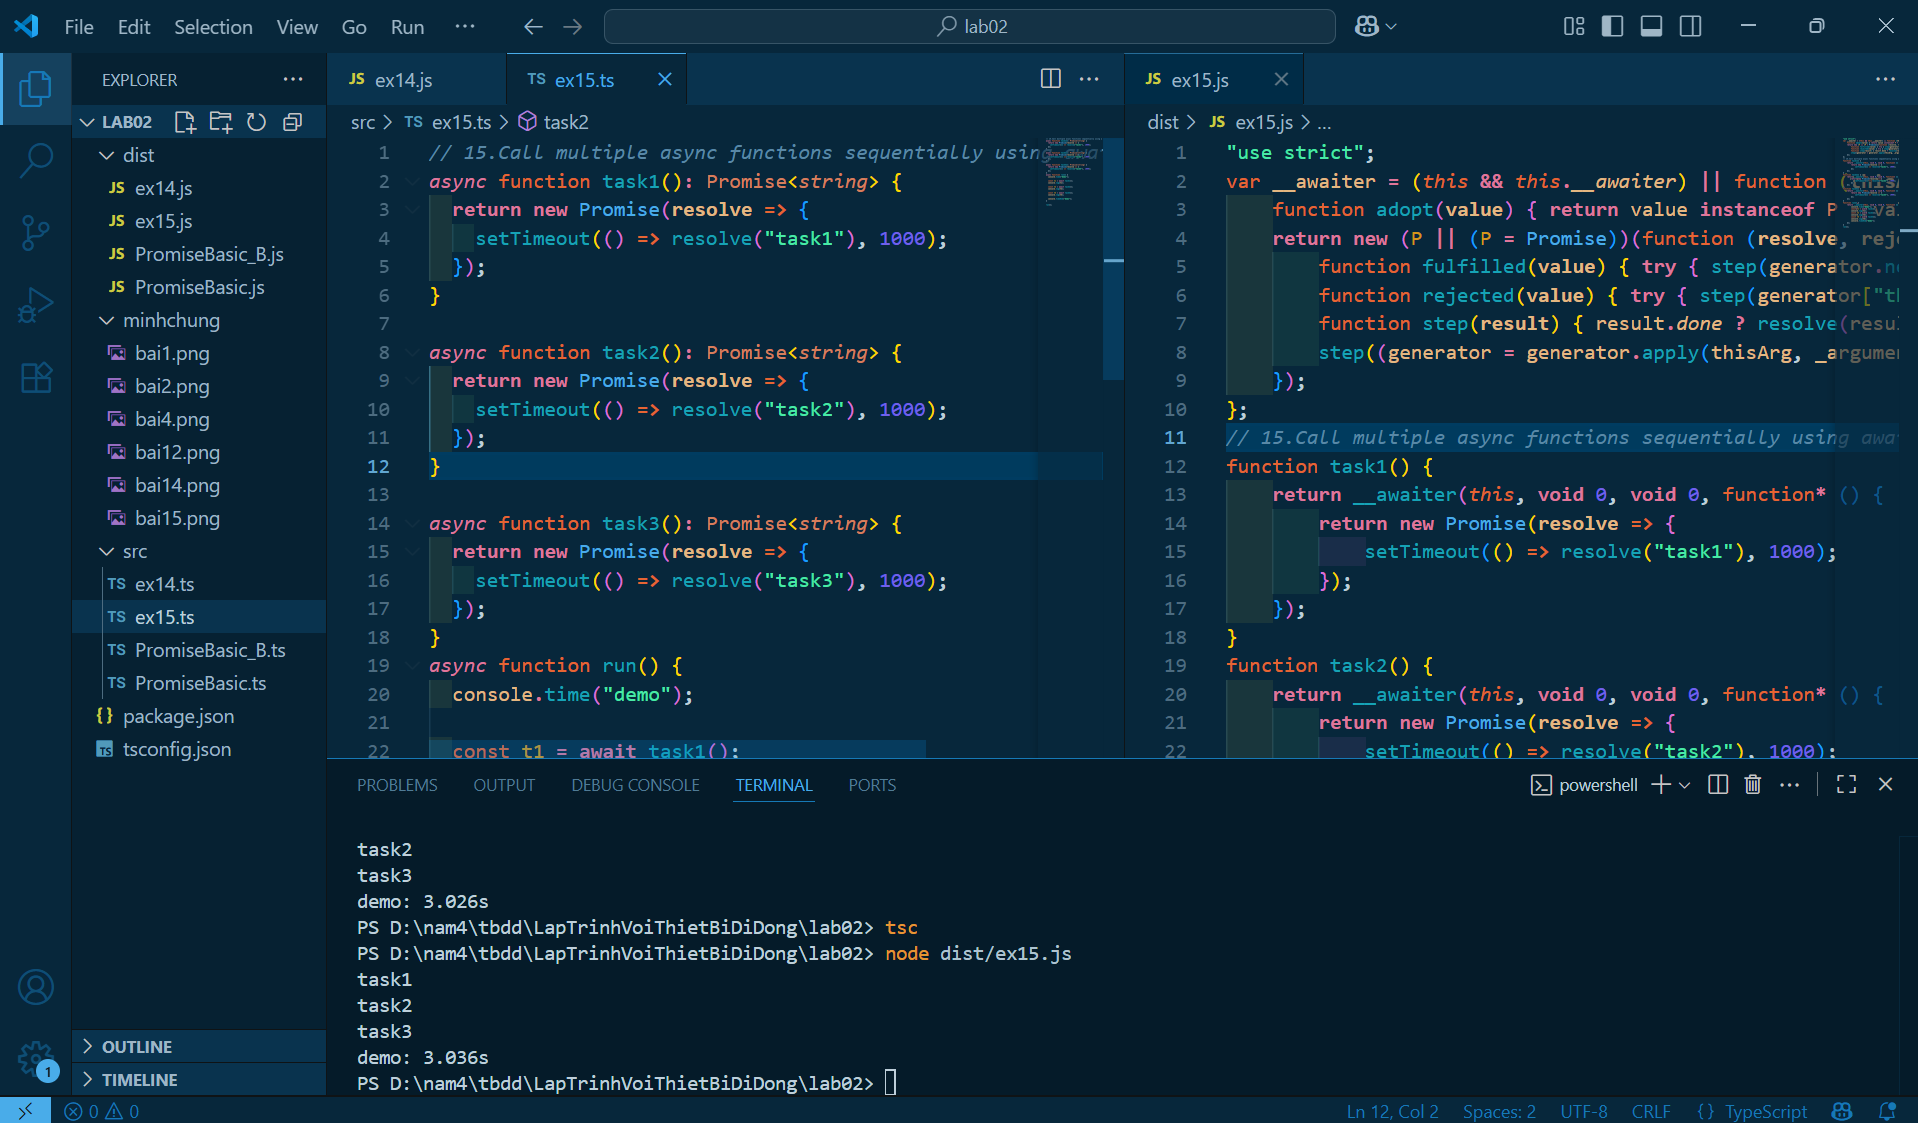 File Edit Selection View Go Run ··· lab02
EXPLORER ···
LAB02
dist
JS ex14.js
JS ex15.js
JS PromiseBasic_B.js
JS PromiseBasic.js
minhchung
bai1.png
bai2.png
bai4.png
bai12.png
bai14.png
bai15.png
src
TS ex14.ts
TS ex15.ts
TS PromiseBasic_B.ts
TS PromiseBasic.ts
{} package.json
TS tsconfig.json
OUTLINE
TIMELINE
1
JS ex14.js TS ex15.ts
src > TS ex15.ts > task2
1 // 15.Call multiple async functions sequentially using
2 async function task1(): Promise<string> {
3 return new Promise(resolve => {
4 setTimeout(() => resolve("task1"), 1000);
5 });
6 }
7
8 async function task2(): Promise<string> {
9 return new Promise(resolve => {
10 setTimeout(() => resolve("task2"), 1000);
11 });
12 }
13
14 async function task3(): Promise<string> {
15 return new Promise(resolve => {
16 setTimeout(() => resolve("task3"), 1000);
17 });
18 }
19 async function run() {
20 console.time("demo");
21
22 const t1 = await task1();
JS ex15.js
dist > JS ex15.js > ...
1 "use strict";
2 var __awaiter = (this && this.__awaiter) || function (
3 function adopt(value) { return value instanceof P
4 return new (P || (P = Promise))(function (resolve,
5 function fulfilled(value) { try { step(generator.
6 function rejected(value) { try { step(generator["
7 function step(result) { result.done ? resolve(
8 step((generator = generator.apply(thisArg,
9 });
10 };
11 // 15.Call multiple async functions sequentially using
12 function task1() {
13 return __awaiter(this, void 0, void 0, function* () {
14 return new Promise(resolve => {
15 setTimeout(() => resolve("task1"), 1000);
16 });
17 });
18 }
19 function task2() {
20 return __awaiter(this, void 0, void 0, function* () {
21 return new Promise(resolve => {
22 setTimeout(() => resolve("task2"), 1000);
PROBLEMS OUTPUT DEBUG CONSOLE TERMINAL PORTS powershell
task2
task3
demo: 3.026s
PS D:\nam4\tbdd\LapTrinhVoiThietBiDiDong\lab02> tsc
PS D:\nam4\tbdd\LapTrinhVoiThietBiDiDong\lab02> node dist/ex15.js
task1
task2
task3
demo: 3.036s
PS D:\nam4\tbdd\LapTrinhVoiThietBiDiDong\lab02>
0 0 Ln 12, Col 2 Spaces: 2 UTF-8 CRLF {} TypeScript